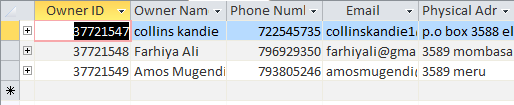 Owner ID Owner Name Phone Numl Email Physical Adr
37721547 collins kandie 722545735 collinskandie1 p.o box 3588 el
37721548 Farhiya Ali 796929350 farhiyali@gma 3589 mombasa
37721549 Amos Mugendi 793805246 amosmugendi@ 3589 meru